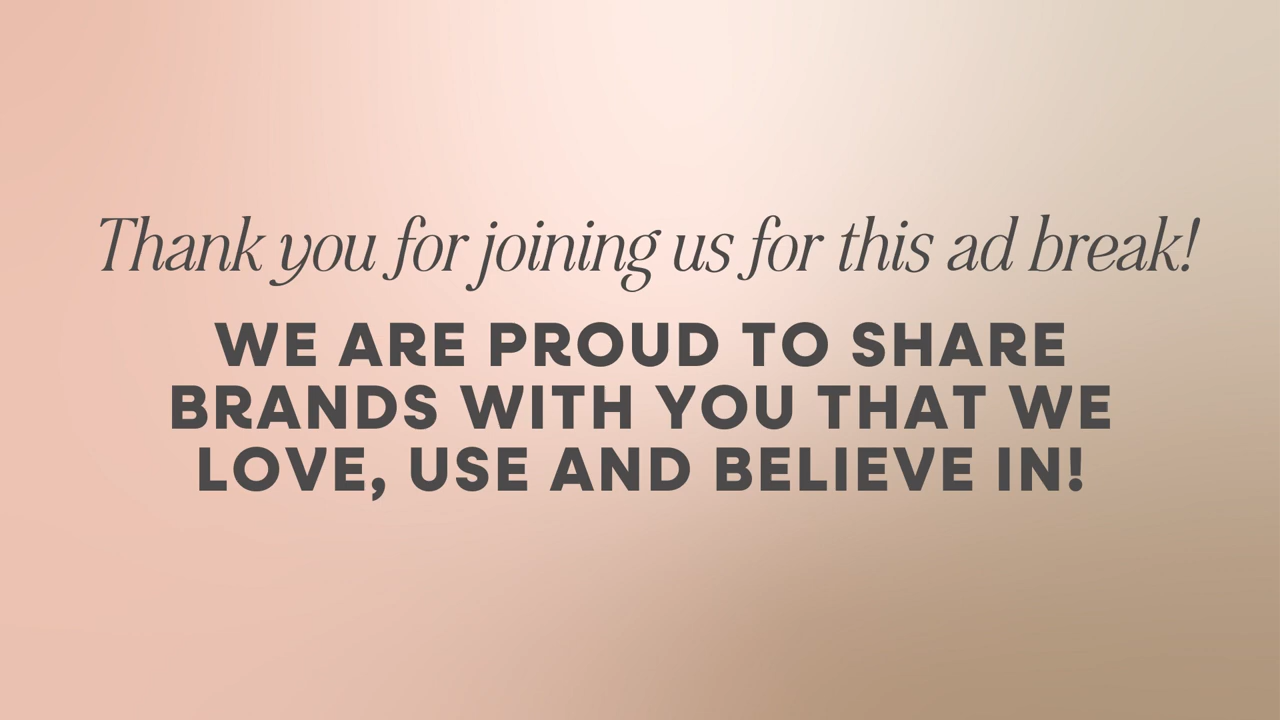 Thank you for joining us for this ad break!
WE ARE PROUD TO SHARE
BRANDS WITH YOU THAT WE
LOVE, USE AND BELIEVE IN!